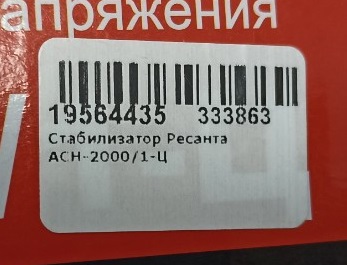 апряжения
19564435 333863
Стабилизатор Ресанта
АСН-2000/1-Ц